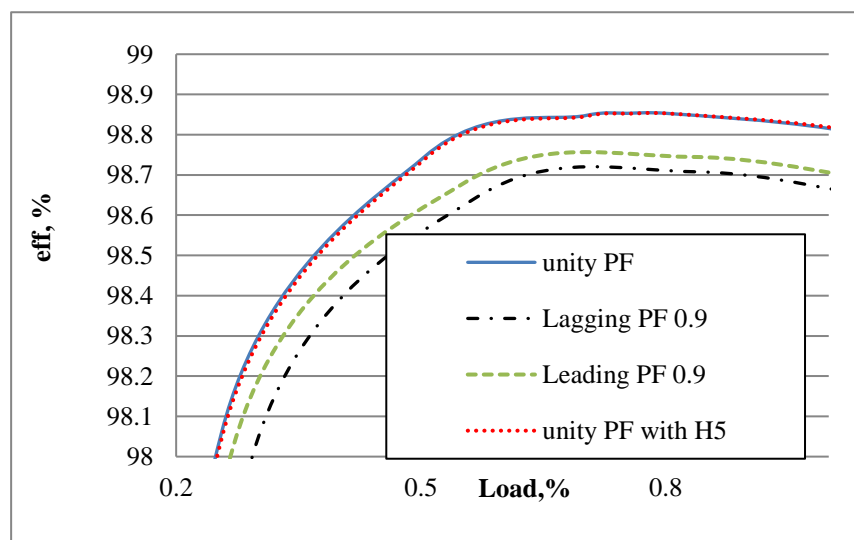 99
98.9
98.8
98.7
98.6
98.5
98.4
98.3
98.2
98.1
98
eff, %
unity PF
Lagging PF 0.9
Leading PF 0.9
unity PF with H5
0.2
0.5
Load,%
0.8